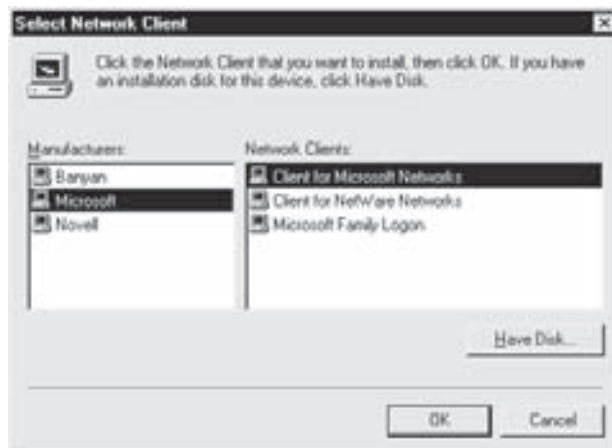 Select Network Client
Click the Network Client that you want to install, then click OK. If you have
an installation disk for this device, click Have Disk.
Manufacturers:
Network Clients:
Banyan
Microsoft
Novell
Client for Microsoft Networks
Client for NetWare Networks
Microsoft Family Logon
Have Disk...
OK
Cancel